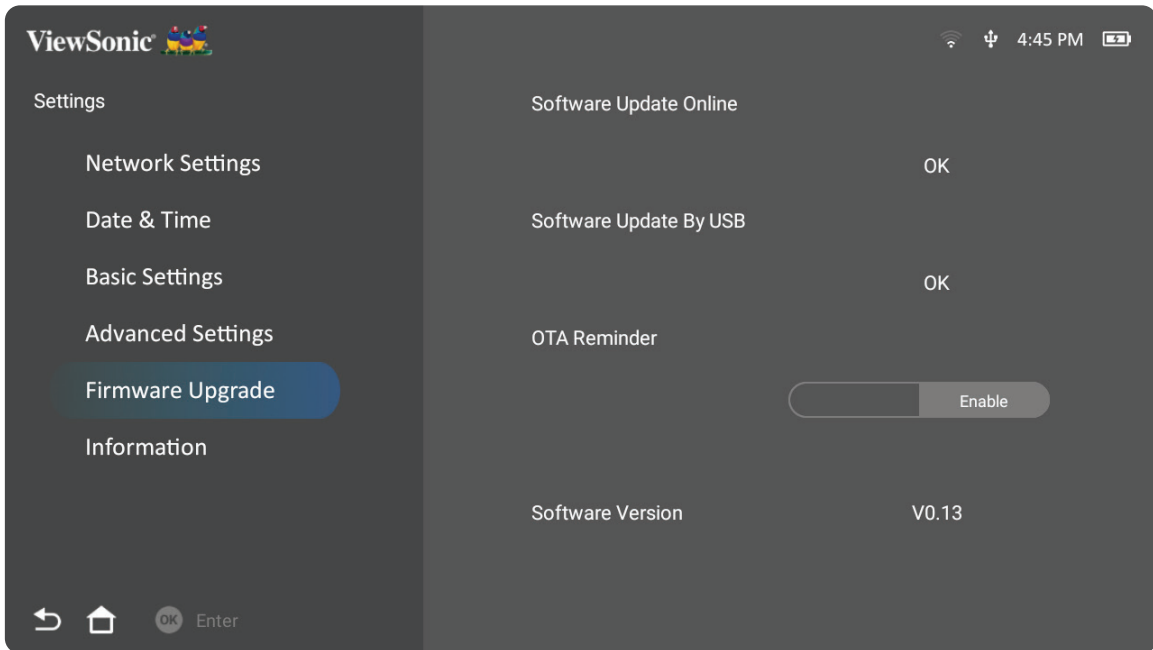 ViewSonic®
4:45 PM
Settings
Network Settings
Date & Time
Basic Settings
Advanced Settings
Firmware Upgrade
Information
Software Update Online
OK
Software Update By USB
OK
OTA Reminder
Enable
Software Version V0.13
OK Enter